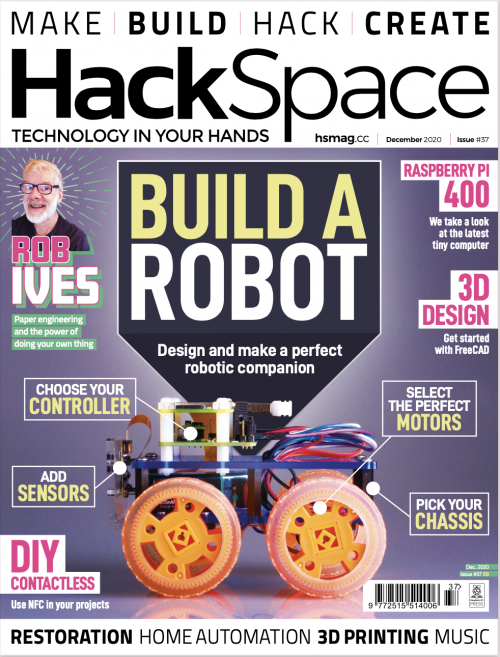 MAKE | BUILD | HACK | CREATE
HackSpace
TECHNOLOGY IN YOUR HANDS
hsmag.cc | December 2020 | Issue #37
ROB
IVES
Paper engineering
and the power of
doing your own thing
BUILD A
ROBOT
Design and make a perfect
robotic companion
RASPBERRY PI
400
We take a look
at the latest
tiny computer
3D
DESIGN
Get started
with FreeCAD
CHOOSE YOUR
CONTROLLER
SELECT
THE PERFECT
MOTORS
ADD
SENSORS
PICK YOUR
CHASSIS
DIY
CONTACTLESS
Use NFC in your projects
Dec. 2020
Issue #37
37
9 772515 514006
RESTORATION HOME AUTOMATION 3D PRINTING MUSIC